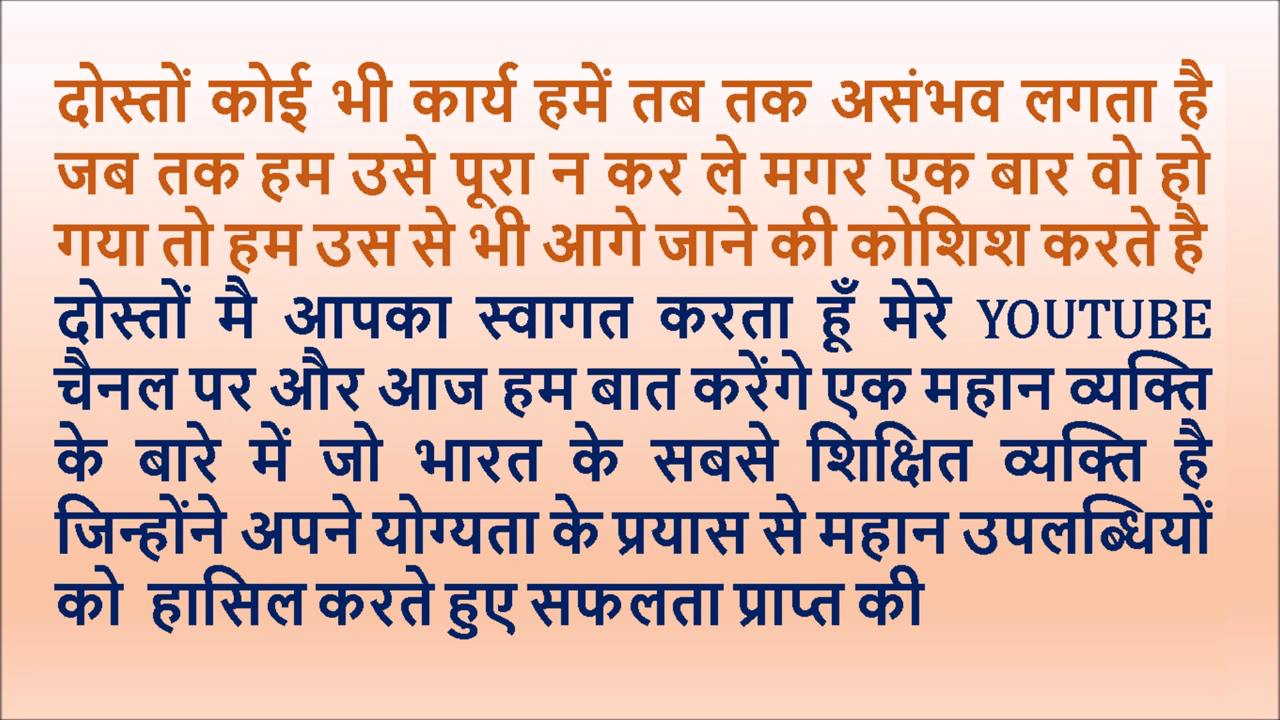 दोस्तों कोई भी कार्य हमें तब तक असंभव लगता है
जब तक हम उसे पूरा न कर ले मगर एक बार वो हो
गया तो हम उस से भी आगे जाने की कोशिश करते है
दोस्तों मै आपका स्वागत करता हूँ मेरे YOUTUBE
चैनल पर और आज हम बात करेंगे एक महान व्यक्ति
के बारे में जो भारत के सबसे शिक्षित व्यक्ति है
जिन्होंने अपने योग्यता के प्रयास से महान उपलब्धियों
को हासिल करते हुए सफलता प्राप्त की